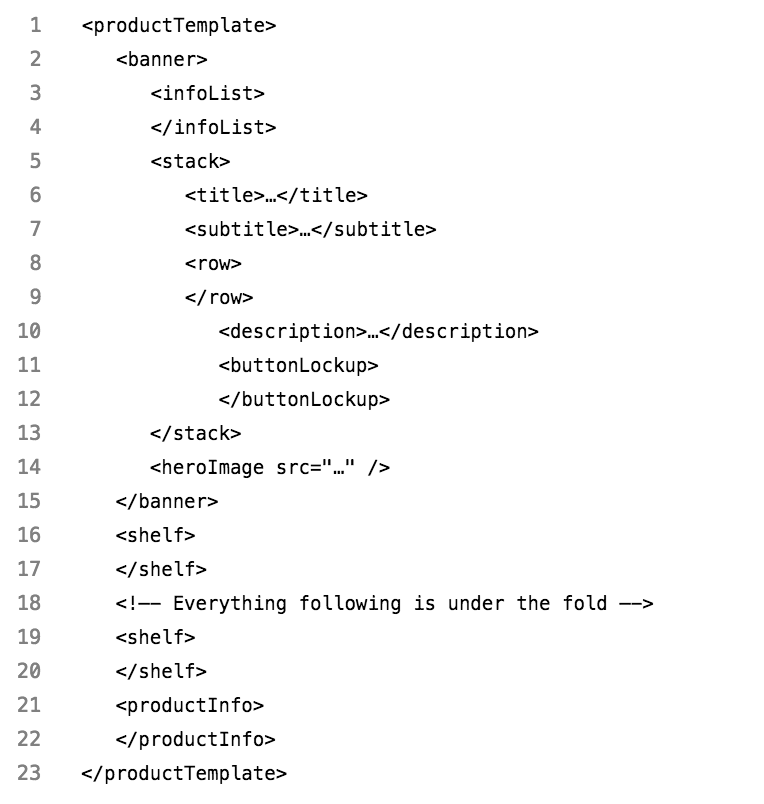 1 <productTemplate>
2 <banner>
3 <infoList>
4 </infoList>
5 <stack>
6 <title>…</title>
7 <subtitle>…</subtitle>
8 <row>
9 </row>
10 <description>…</description>
11 <buttonLockup>
12 </buttonLockup>
13 </stack>
14 <heroImage src="…" />
15 </banner>
16 <shelf>
17 </shelf>
18 <!-- Everything following is under the fold -->
19 <shelf>
20 </shelf>
21 <productInfo>
22 </productInfo>
23 </productTemplate>